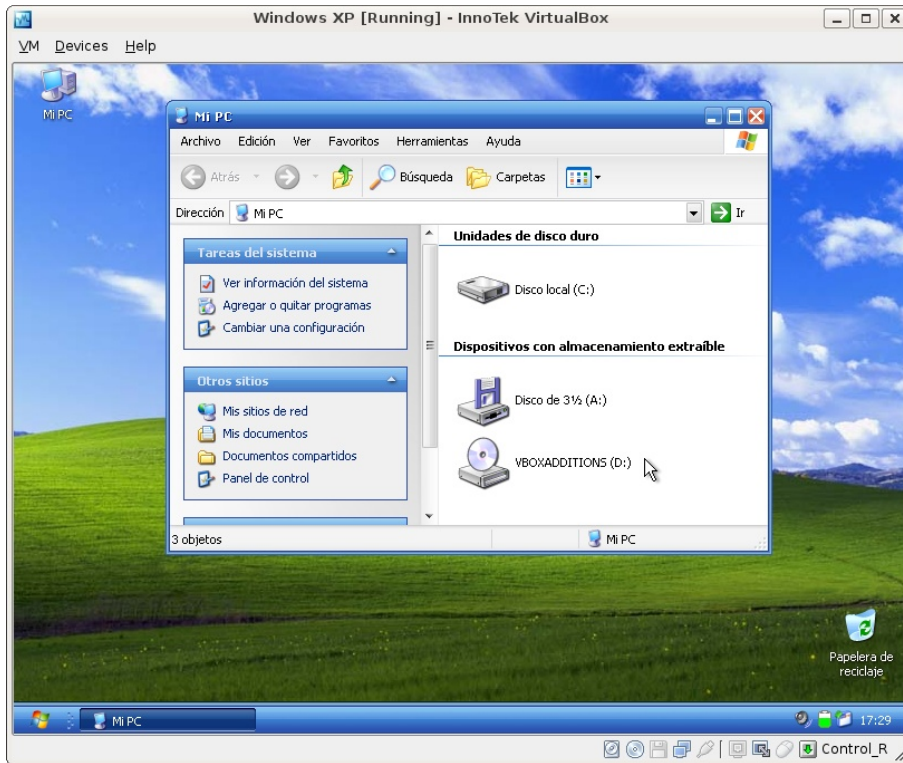 Windows XP [Running] - InnoTek VirtualBox
VM Devices Help
Mi PC
Mi PC
Archivo Edición Ver Favoritos Herramientas Ayuda
Atrás Búsqueda Carpetas
Dirección Mi PC Ir
Tareas del sistema
Ver información del sistema
Agregar o quitar programas
Cambiar una configuración
Otros sitios
Mis sitios de red
Mis documentos
Documentos compartidos
Panel de control
Unidades de disco duro
Disco local (C:)
Dispositivos con almacenamiento extraíble
Disco de 3½ (A:)
VBOXADDITIONS (D:)
3 objetos Mi PC
Papelera de
reciclaje
Mi PC 17:29
Control_R